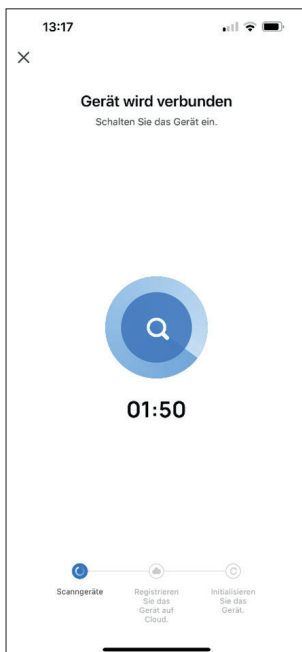 13:17
Gerät wird verbunden
Schalten Sie das Gerät ein.
01:50
Scanngeräte
Registrieren
Sie das
Gerät auf
Cloud.
Initialisieren
Sie das
Gerät.